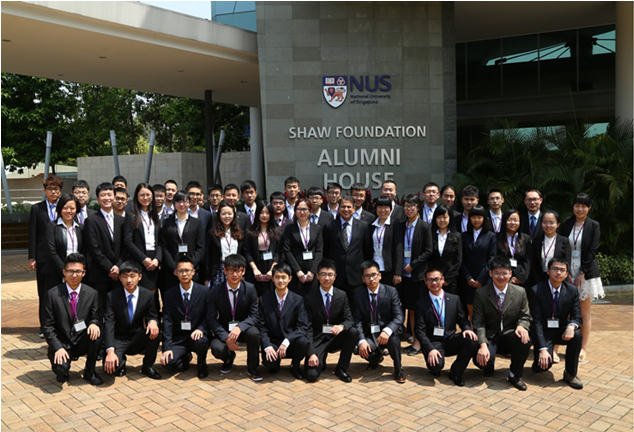 NUS
National University
of Singapore
SHAW FOUNDATION
ALUMNI
HOUSE